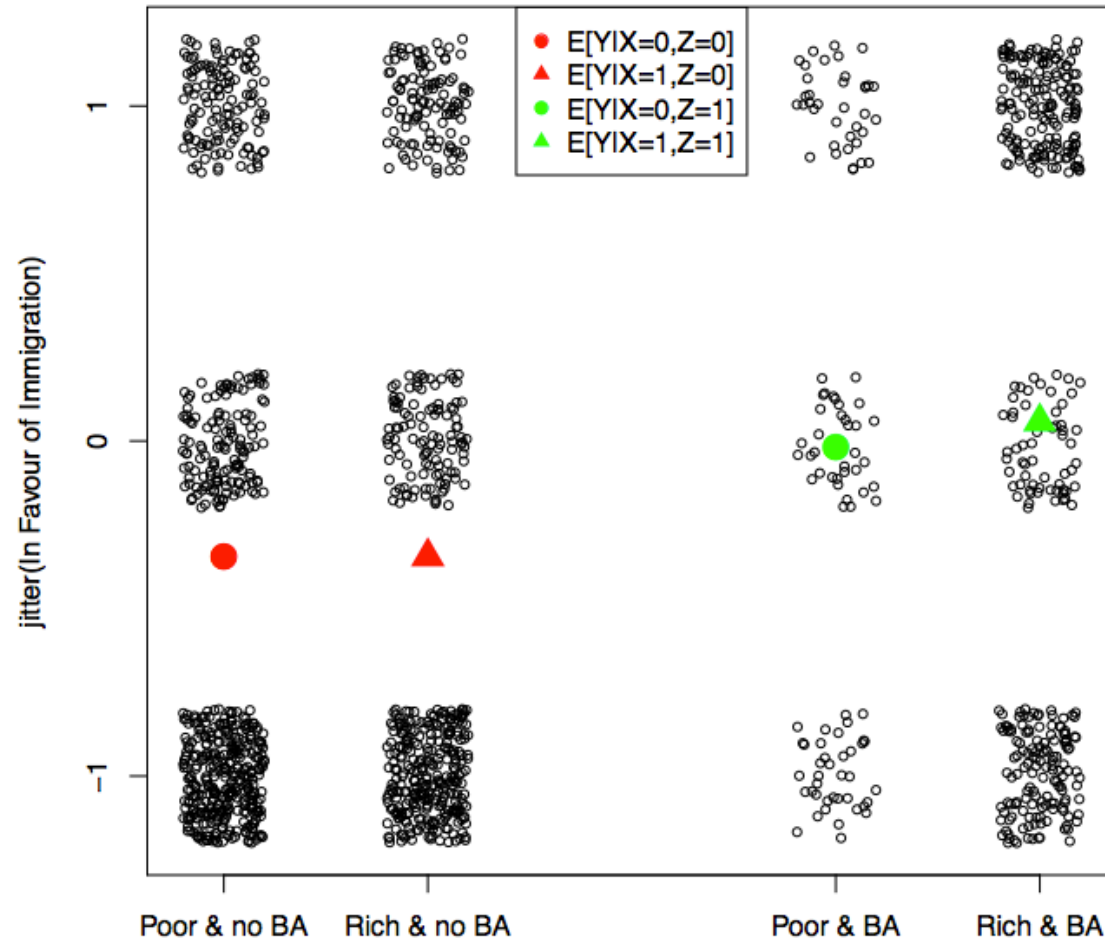 E[Y|X=0,Z=0]
E[Y|X=1,Z=0]
E[Y|X=0,Z=1]
E[Y|X=1,Z=1]
jitter(In Favour of Immigration)
1
0
−1
Poor & no BA
Rich & no BA
Poor & BA
Rich & BA